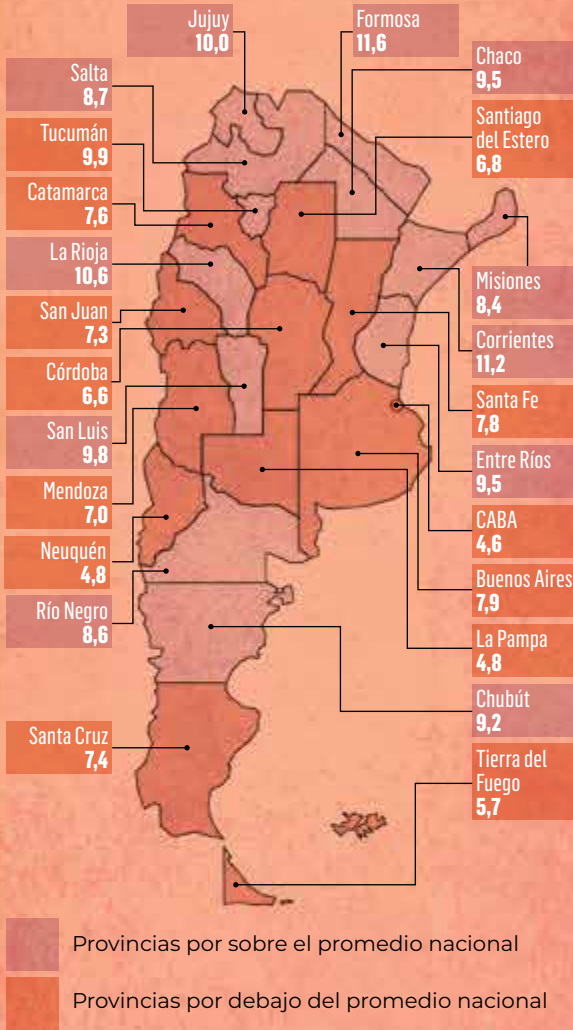 Jujuy
10,0
Formosa
11,6
Salta
8,7
Tucumán
9,9
Catamarca
7,6
La Rioja
10,6
San Juan
7,3
Córdoba
6,6
San Luis
9,8
Mendoza
7,0
Neuquén
4,8
Río Negro
8,6
Santa Cruz
7,4
Chaco
9,5
Santiago
del Estero
6,8
Misiones
8,4
Corrientes
11,2
Santa Fe
7,8
Entre Ríos
9,5
CABA
4,6
Buenos Aires
7,9
La Pampa
4,8
Chubút
9,2
Tierra del
Fuego
5,7
Provincias por sobre el promedio nacional
Provincias por debajo del promedio nacional